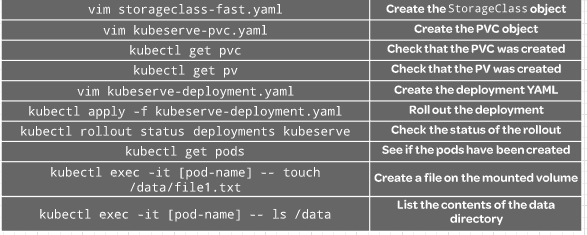 vim storageclass-fast.yaml Create the StorageClass object
vim kubeserve-pvc.yaml Create the PVC object
kubectl get pvc Check that the PVC was created
kubectl get pv Check that the PV was created
vim kubeserve-deployment.yaml Create the deployment YAML
kubectl apply -f kubeserve-deployment.yaml Roll out the deployment
kubectl rollout status deployments kubeserve Check the status of the rollout
kubectl get pods See if the pods have been created
kubectl exec -it [pod-name] -- touch
/data/file1.txt
Create a file on the mounted volume
kubectl exec -it [pod-name] -- ls /data
List the contents of the data
directory